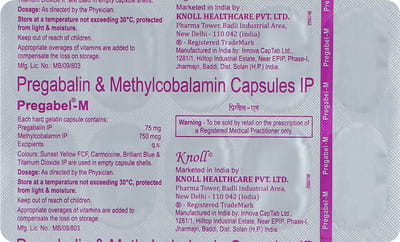 Dosage: As directed by the Physician.
Store at a temperature not exceeding 30°C, protected
from light & moisture.
Keep out of reach of children.
Appropriate overages of vitamins are added to
compensate the loss on storage.
Mfg. Lic. No.: MB/09/803
Marketed in India by :
KNOLL HEALTHCARE PVT. LTD.
Pharma Tower, Badli Industrial Area,
New Delhi - 110 042 (INDIA)
® - Registered TradeMark
Manufactured in India by: Innova CapTab Ltd.,
1281/1, Hilltop Industrial Estate, Near EPIP, Phase-I,
Jharmajri, Baddi, Dist. Solan (H.P.) India
Pregabalin & Methylcobalamin Capsules IP
Pregabel®-M
Each hard gelatin capsule contains:
Pregabalin IP 75 mg
Methylcobalamin IP 750 mcg
Excipients q.s.
Colours: Sunset Yellow FCF, Carmoisine, Brilliant Blue &
Titanium Dioxide IP are used in empty capsule shells.
Dosage: As directed by the Physician.
Store at a temperature not exceeding 30°C, protected
from light & moisture.
Keep out of reach of children.
Appropriate overages of vitamins are added to
compensate the loss on storage.
Mfg. Lic. No.: MB/09/803
Warning - To be sold by retail on the prescription of
a Registered Medical Practitioner only.
Knoll
Marketed in India by :
KNOLL HEALTHCARE PVT. LTD.
Pharma Tower, Badli Industrial Area,
New Delhi - 110 042 (INDIA)
® - Registered TradeMark
Manufactured in India by: Innova CapTab Ltd.,
1281/1, Hilltop Industrial Estate, Near EPIP, Phase-I,
Jharmajri, Baddi, Dist. Solan (H.P.) India
Pregabel-M
Pregabel-M
Pregabel-M
Pregabel-M